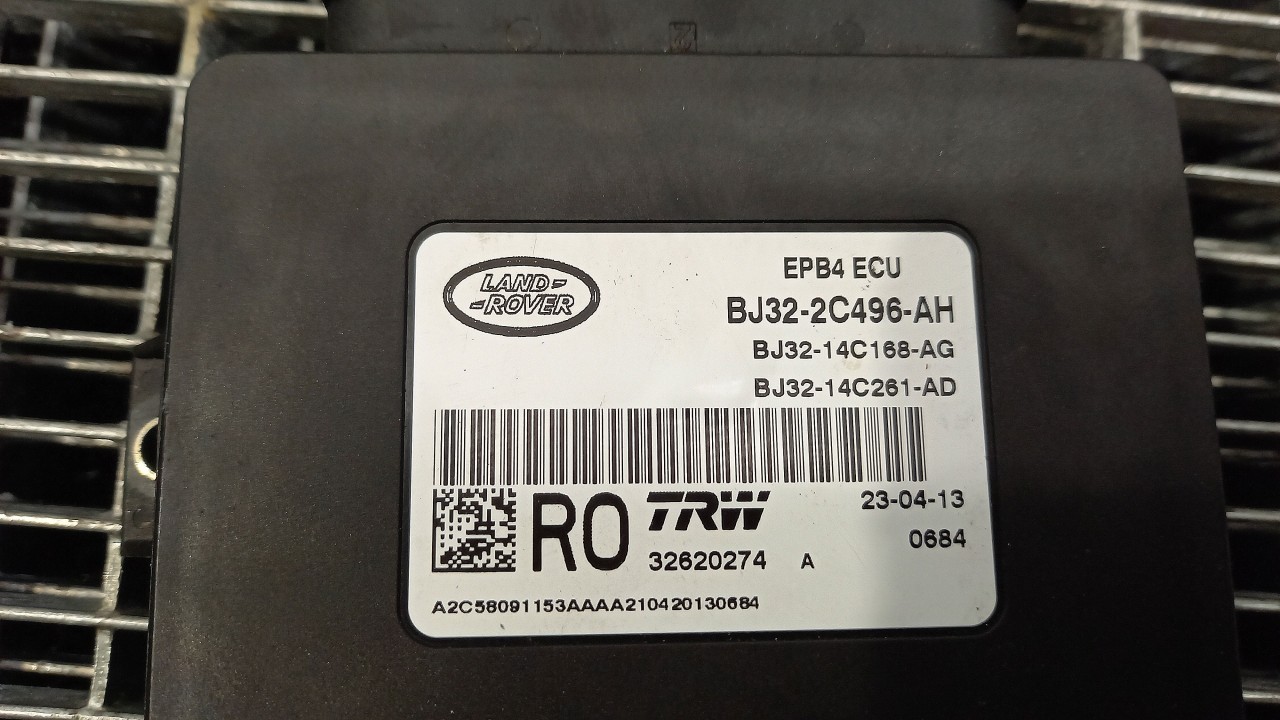 LAND-
-ROVER
EPB4 ECU
BJ32-2C496-AH
BJ32-14C168-AG
BJ32-14C261-AD
RO
TRW
23-04-13
0684
32620274 A
A2C58091153AAAA210420130684